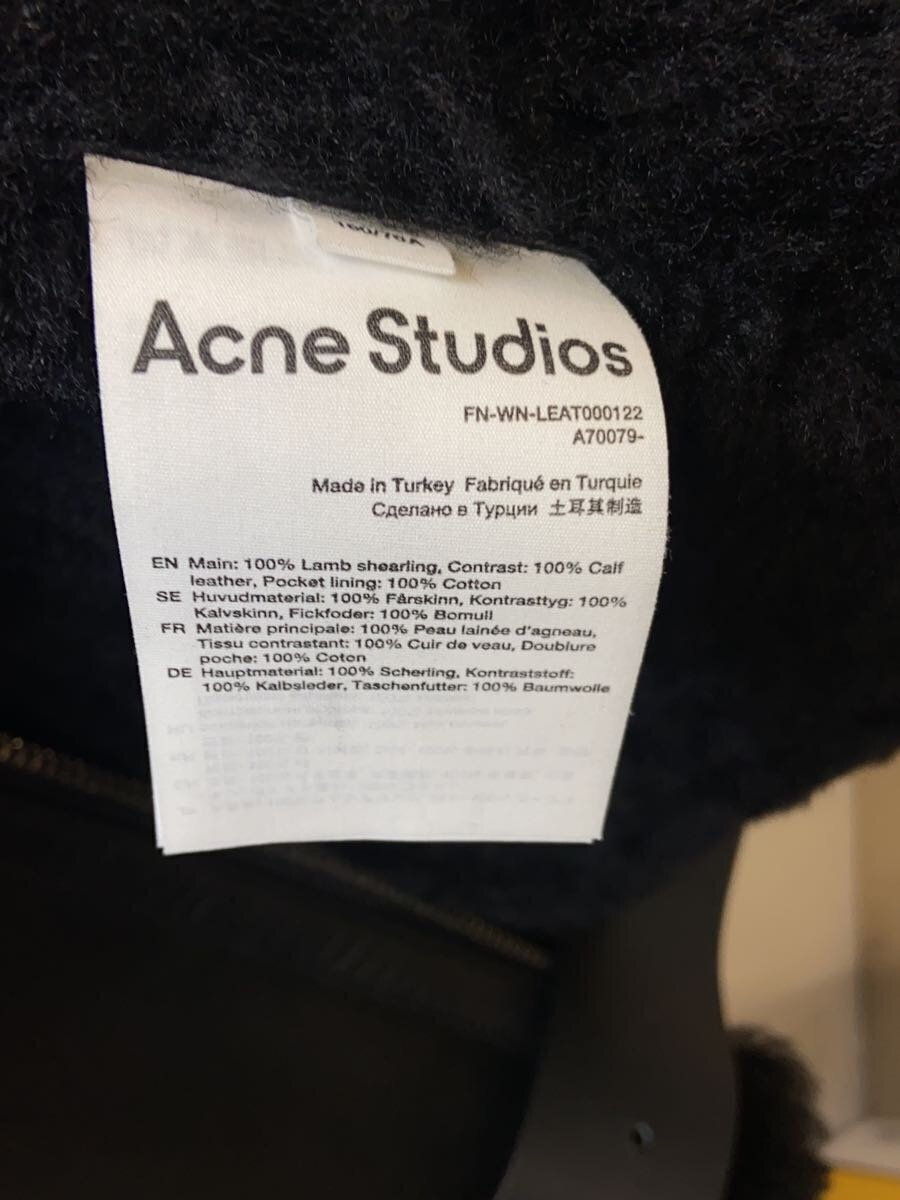 160/76A
Acne Studios
FN-WN-LEAT000122
A70079-
Made in Turkey Fabriqué en Turquie
Сделано в Турции 土耳其制造
EN Main: 100% Lamb shearling, Contrast: 100% Calf
leather, Pocket lining: 100% Cotton
SE Huvudmaterial: 100% Fårskinn, Kontrasttyg: 100%
Kalvskinn, Fickfoder: 100% Bomull
FR Matière principale: 100% Peau lainée d'agneau,
Tissu contrastant: 100% Cuir de veau, Doublure
poche: 100% Coton
DE Hauptmaterial: 100% Scherling, Kontraststoff:
100% Kalbsleder, Taschenfutter: 100% Baumwolle